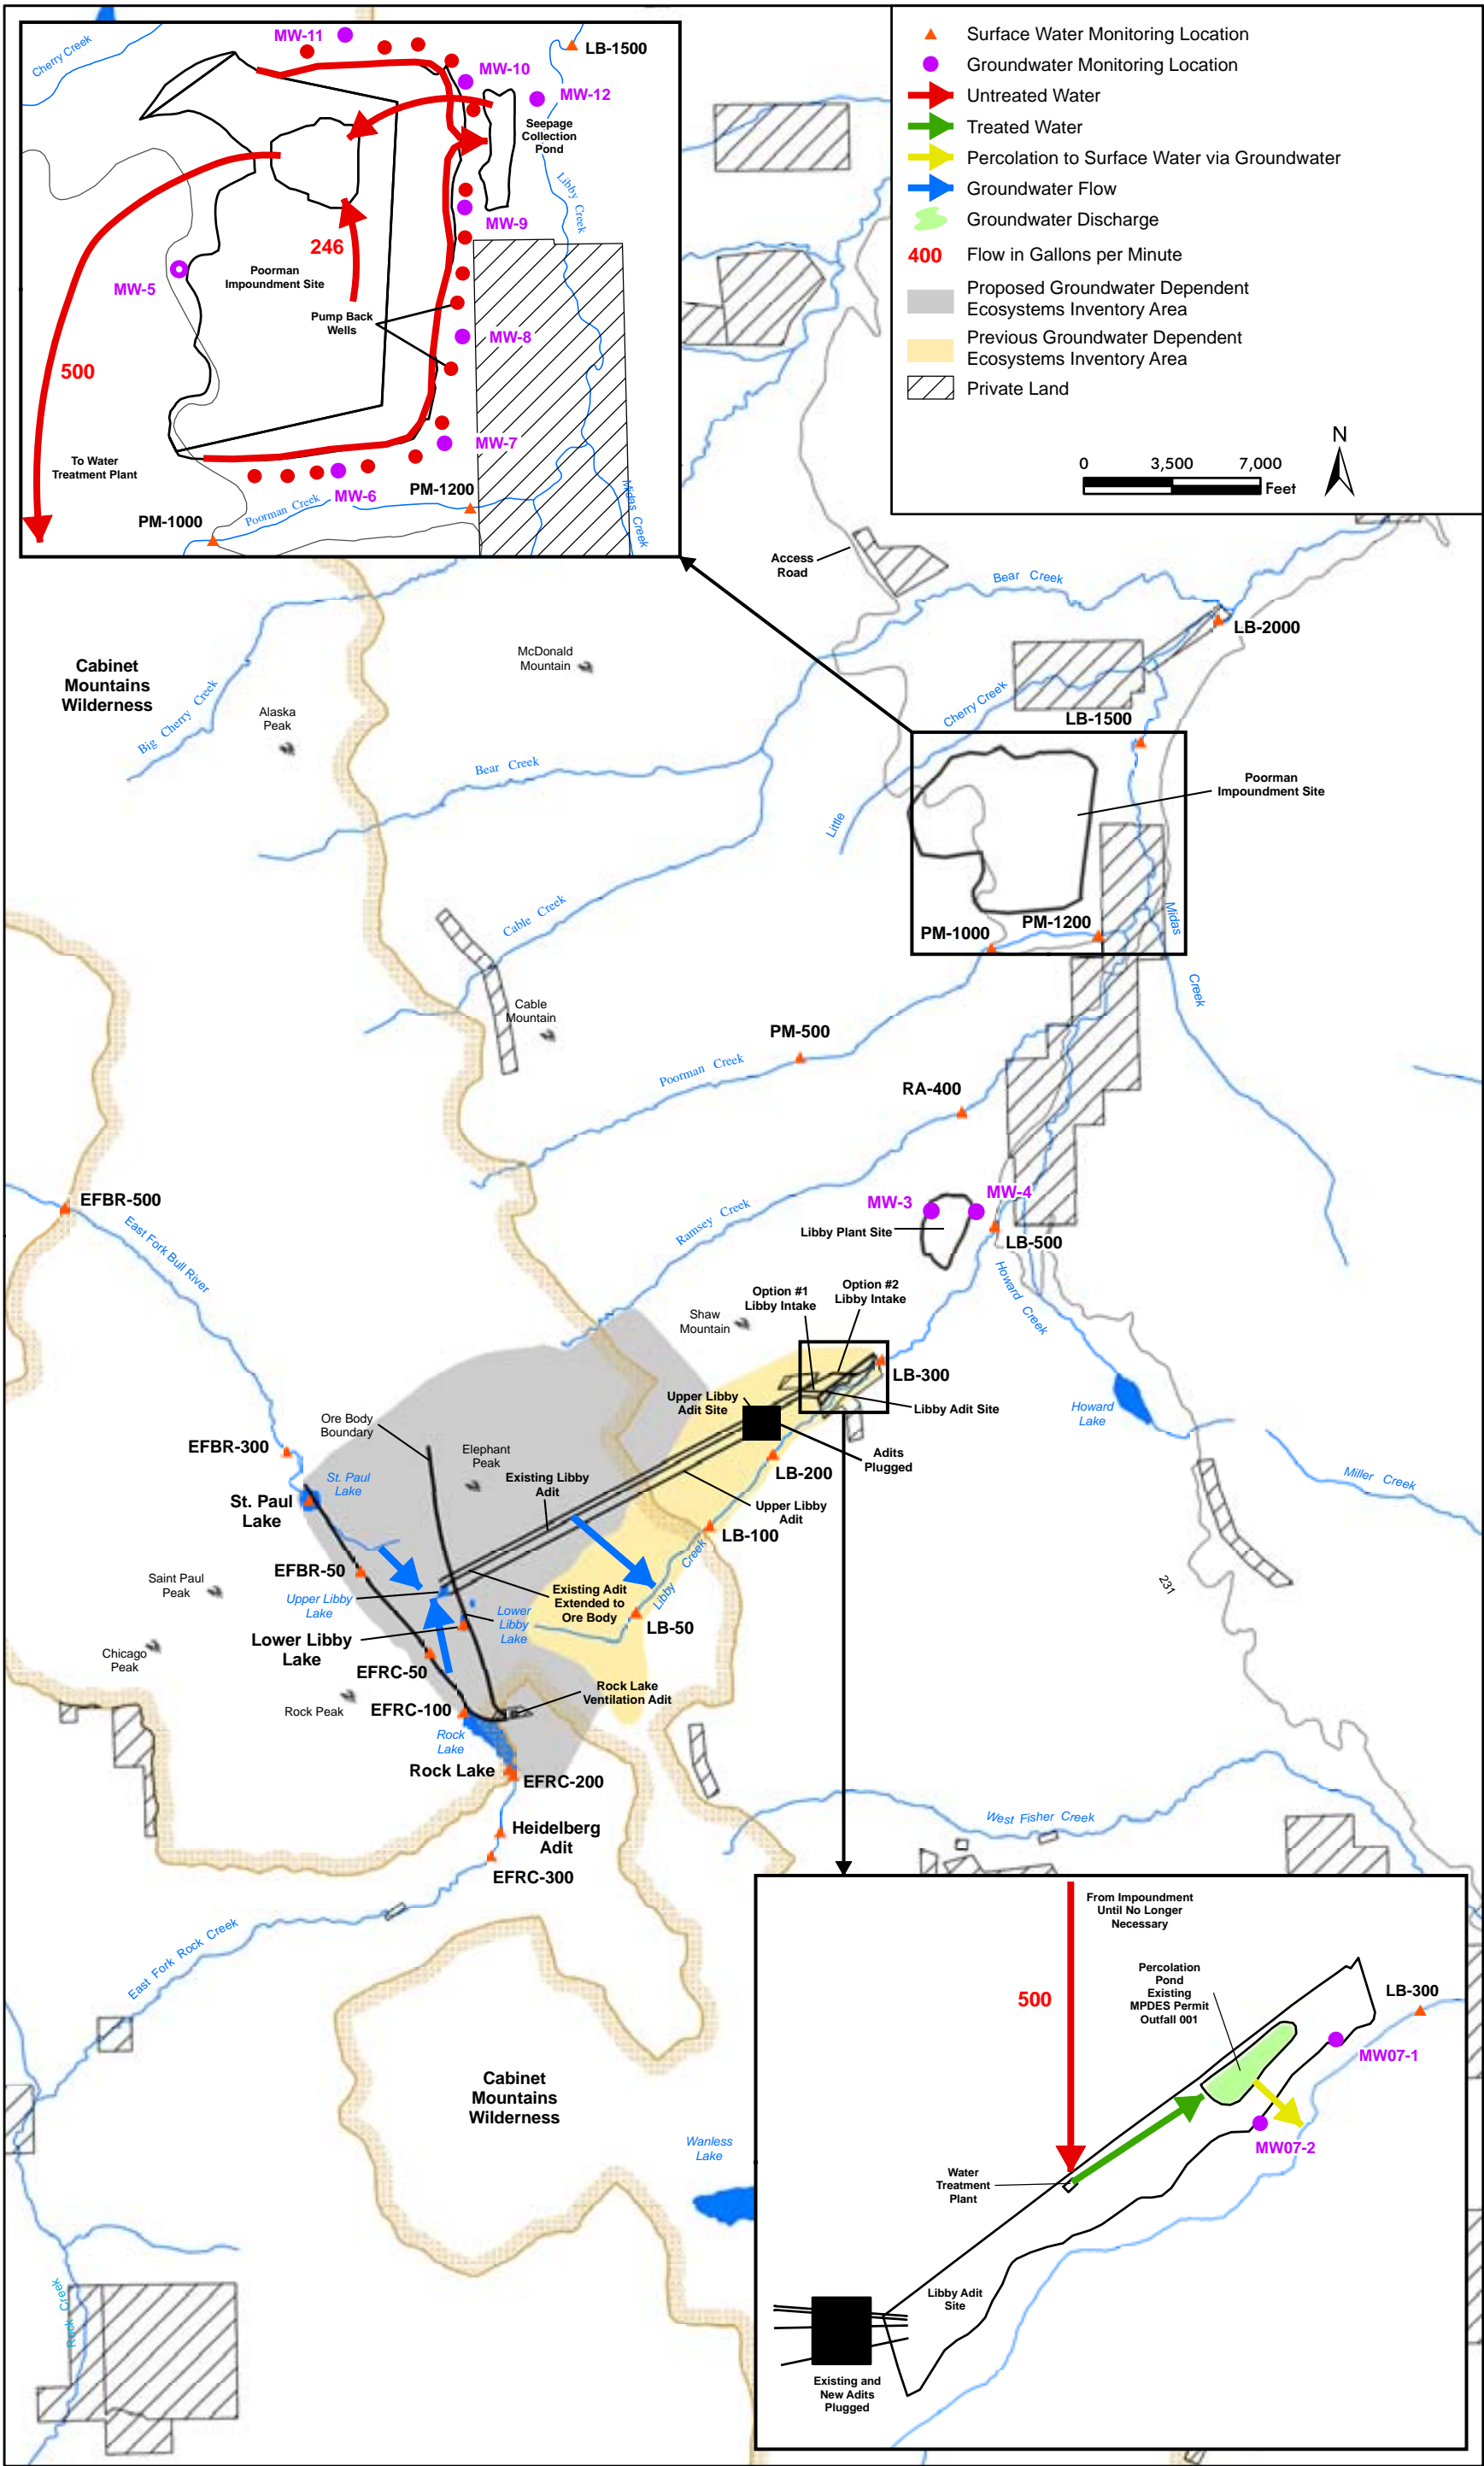 Cherry Creek
MW-11
LB-1500
MW-10
MW-12
Seepage
Collection
Pond
Libby Creek
MW-9
246
Poorman
Impoundment Site
MW-5
Pump Back
Wells
MW-8
500
MW-7
To Water
Treatment Plant
MW-6
PM-1200
Poorman Creek
PM-1000
Midas Creek
Surface Water Monitoring Location
Groundwater Monitoring Location
Untreated Water
Treated Water
Percolation to Surface Water via Groundwater
Groundwater Flow
Groundwater Discharge
400 Flow in Gallons per Minute
Proposed Groundwater Dependent
Ecosystems Inventory Area
Previous Groundwater Dependent
Ecosystems Inventory Area
Private Land
N
0 3,500 7,000
Feet
Access
Road
Bear Creek
LB-2000
Cabinet
Mountains
Wilderness
McDonald
Mountain
Big Cherry Creek
Alaska
Peak
Cherry Creek
LB-1500
Bear Creek
Poorman
Impoundment Site
Little
Cable Creek
PM-1200
PM-1000
Midas
Creek
Cable
Mountain
PM-500
Poorman Creek
RA-400
EFBR-500
MW-3
MW-4
Libby Plant Site
East Fork Bull River
Ramsey Creek
LB-500
Howard Creek
Option #1
Libby Intake
Option #2
Libby Intake
Shaw
Mountain
LB-300
Upper Libby
Adit Site
Libby Adit Site
Howard
Lake
Ore Body
Boundary
EFBR-300
Elephant
Peak
Adits
Plugged
LB-200
St. Paul
Lake
Existing Libby
Adit
Miller Creek
St. Paul
Lake
Upper Libby
Adit
LB-100
EFBR-50
Libby Creek
Saint Paul
Peak
Upper Libby
Lake
Existing Adit
Extended to
Ore Body
231
Lower
Libby
Lake
LB-50
Lower Libby
Lake
Chicago
Peak
EFRC-50
Rock Lake
Ventilation Adit
Rock Peak
EFRC-100
Rock
Lake
Rock Lake
EFRC-200
West Fisher Creek
Heidelberg
Adit
EFRC-300
East Fork Rock Creek
From Impoundment
Until No Longer
Necessary
Percolation
Pond
Existing
MPDES Permit
Outfall 001
500
LB-300
MW07-1
MW07-2
Cabinet
Mountains
Wilderness
Wanless
Lake
Water
Treatment
Plant
Rock Creek
Libby Adit
Site
Existing and
New Adits
Plugged